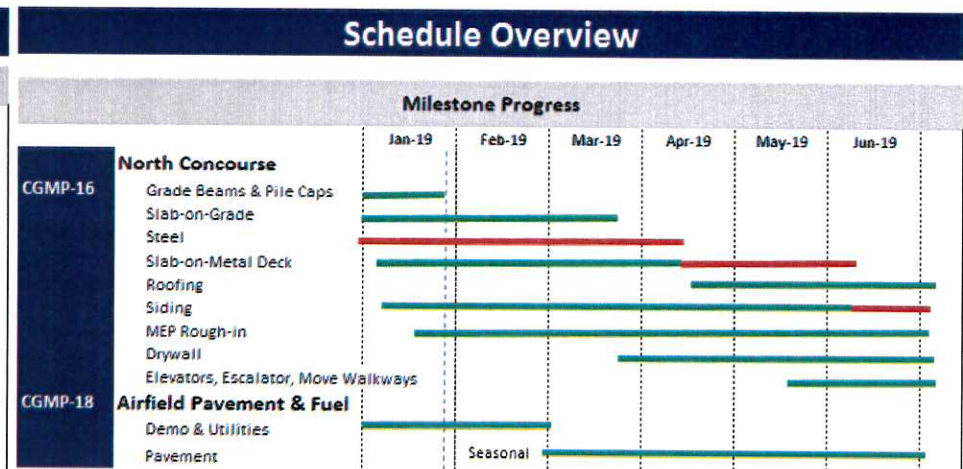 Schedule Overview
Milestone Progress
Jan-19 Feb-19 Mar-19 Apr-19 May-19 Jun-19
North Concourse
CGMP-16 Grade Beams & Pile Caps
Slab-on-Grade
Steel
Slab-on-Metal Deck
Roofing
Siding
MEP Rough-in
Drywall
Elevators, Escalator, Move Walkways
CGMP-18 Airfield Pavement & Fuel
Demo & Utilities
Pavement Seasonal